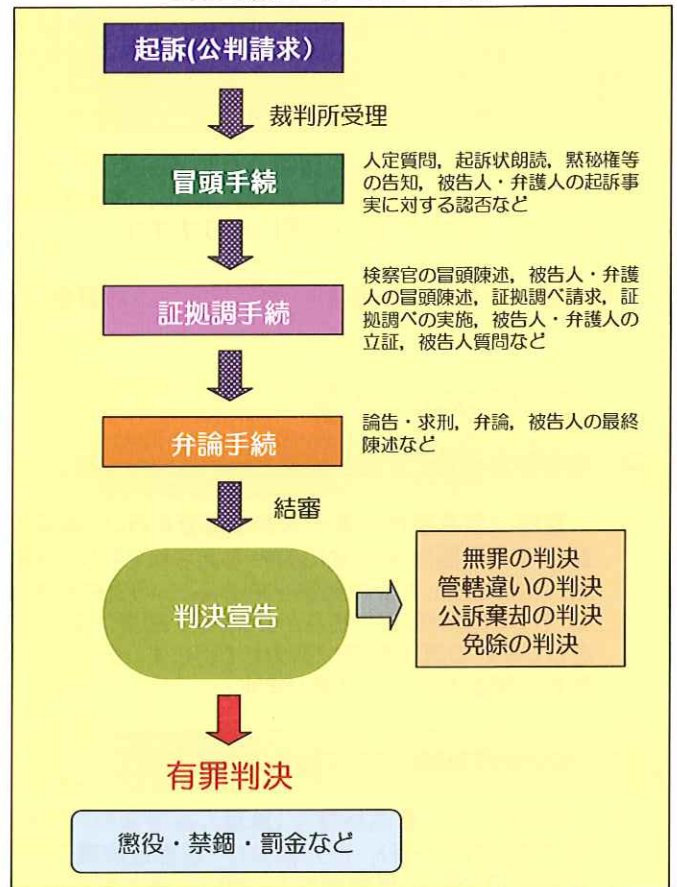 起訴(公判請求)
裁判所受理
冒頭手続
人定質問，起訴状朗読，黙秘権等
の告知，被告人・弁護人の起訴事
実に対する認否など
証拠調手続
検察官の冒頭陳述，被告人・弁護
人の冒頭陳述，証拠調べ請求，証
拠調べの実施，被告人・弁護人の
立証，被告人質問など
弁論手続
論告・求刑，弁論，被告人の最終
陳述など
結審
判決宣告
無罪の判決
管轄違いの判決
公訴棄却の判決
免除の判決
有罪判決
懲役・禁錮・罰金など